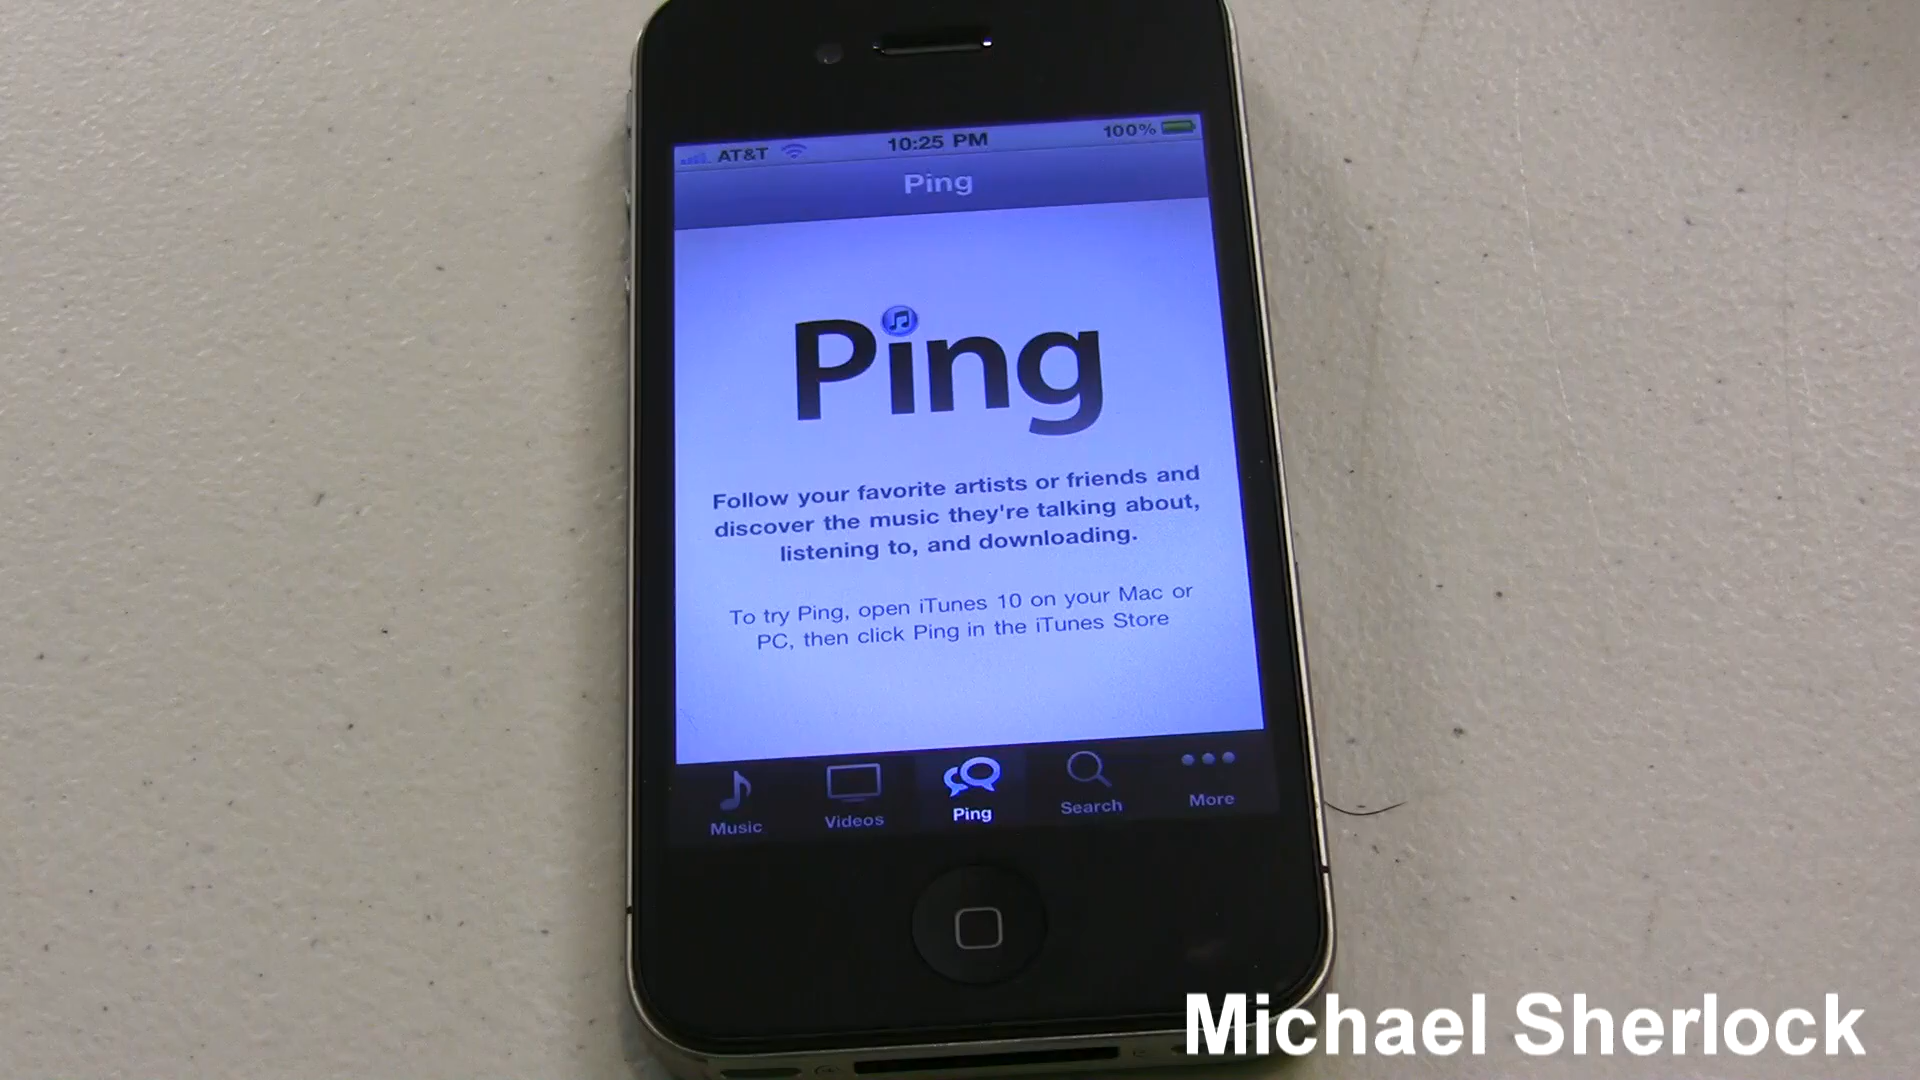 AT&T 10:25 PM 100%
Ping
Ping
Follow your favorite artists or friends and
discover the music they're talking about,
listening to, and downloading.
To try Ping, open iTunes 10 on your Mac or
PC, then click Ping in the iTunes Store
Music Videos Ping Search More
Michael Sherlock